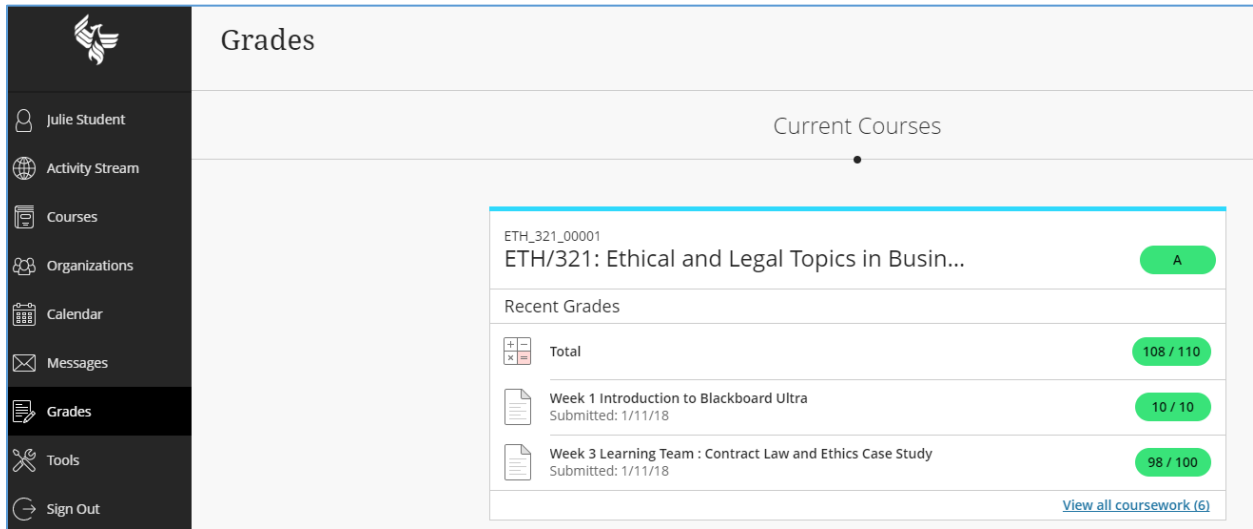 Grades
Julie Student
Activity Stream
Courses
Organizations
Calendar
Messages
Grades
Tools
Sign Out
Current Courses
ETH_321_00001
ETH/321: Ethical and Legal Topics in Busin...
A
Recent Grades
Total
108 / 110
Week 1 Introduction to Blackboard Ultra
Submitted: 1/11/18
10 / 10
Week 3 Learning Team : Contract Law and Ethics Case Study
Submitted: 1/11/18
98 / 100
View all coursework (6)